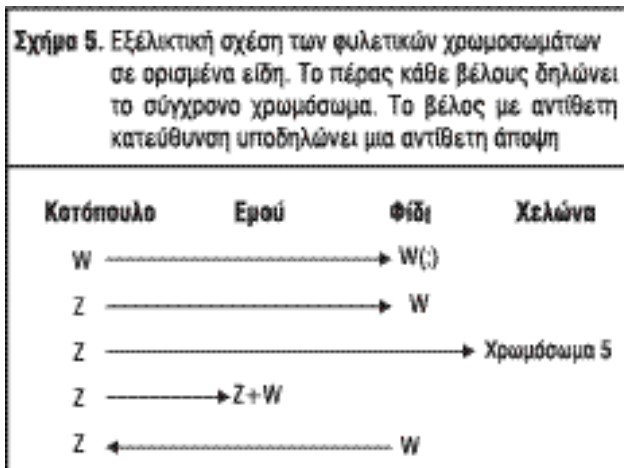 Σχήμα 5. Εξελικτική σχέση των φυλετικών χρωμοσωμάτων
σε ορισμένα είδη. Το πέρας κάθε βέλους δηλώνει
το σύγχρονο χρωμόσωμα. Το βέλος με αντίθετη
κατεύθυνση υποδηλώνει μια αντίθετη άποψη
Κοτόπουλο Εμού Φίδι Χελώνα
W W(;)
Z W
Z Χρωμόσωμα 5
Z Z+W
Z W